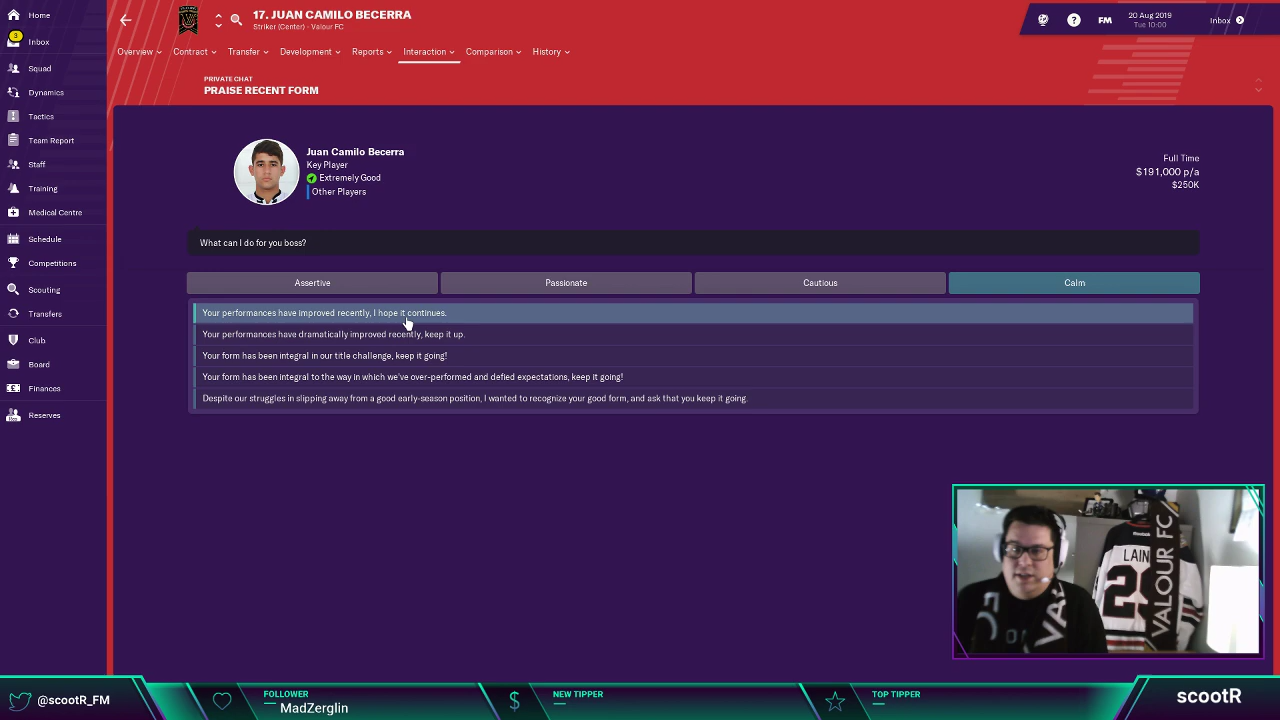 Home
3
Inbox
Squad
Dynamics
Tactics
Team Report
Staff
Training
Medical Centre
Schedule
Competitions
Scouting
Transfers
Club
Board
Finances
Reserves
17. JUAN CAMILO BECERRA
Striker (Center) - Valour FC
? FM 20 Aug 2019
Tue 10:00
Inbox
Overview Contract Transfer Development Reports Interaction Comparison History
PRIVATE CHAT
PRAISE RECENT FORM
Juan Camilo Becerra
Key Player
Extremely Good
Other Players
Full Time
$191,000 p/a
$250K
What can I do for you boss?
Assertive Passionate Cautious Calm
Your performances have improved recently, I hope it continues.
Your performances have dramatically improved recently, keep it up.
Your form has been integral in our title challenge, keep it going!
Your form has been integral to the way in which we've over-performed and defied expectations, keep it going!
Despite our struggles in slipping away from a good early-season position, I wanted to recognize your good form, and ask that you keep it going.
LAIN
2
VALOUR FC
VA
@scootR_FM
FOLLOWER
MadZerglin
$ NEW TIPPER
TOP TIPPER
scootR